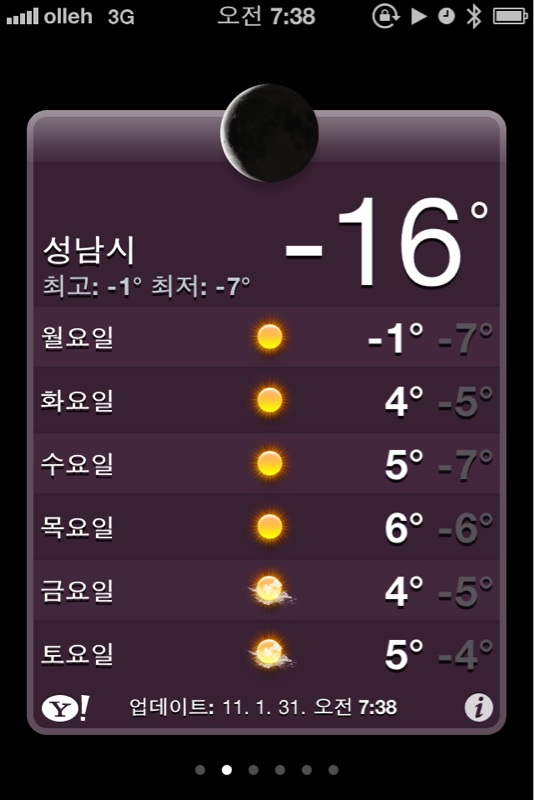 olleh 3G 오전 7:38
-16°
성남시
최고: -1° 최저: -7°
월요일 -1° -7°
화요일 4° -5°
수요일 5° -7°
목요일 6° -6°
금요일 4° -5°
토요일 5° -4°
Y! 업데이트: 11. 1. 31. 오전 7:38 i